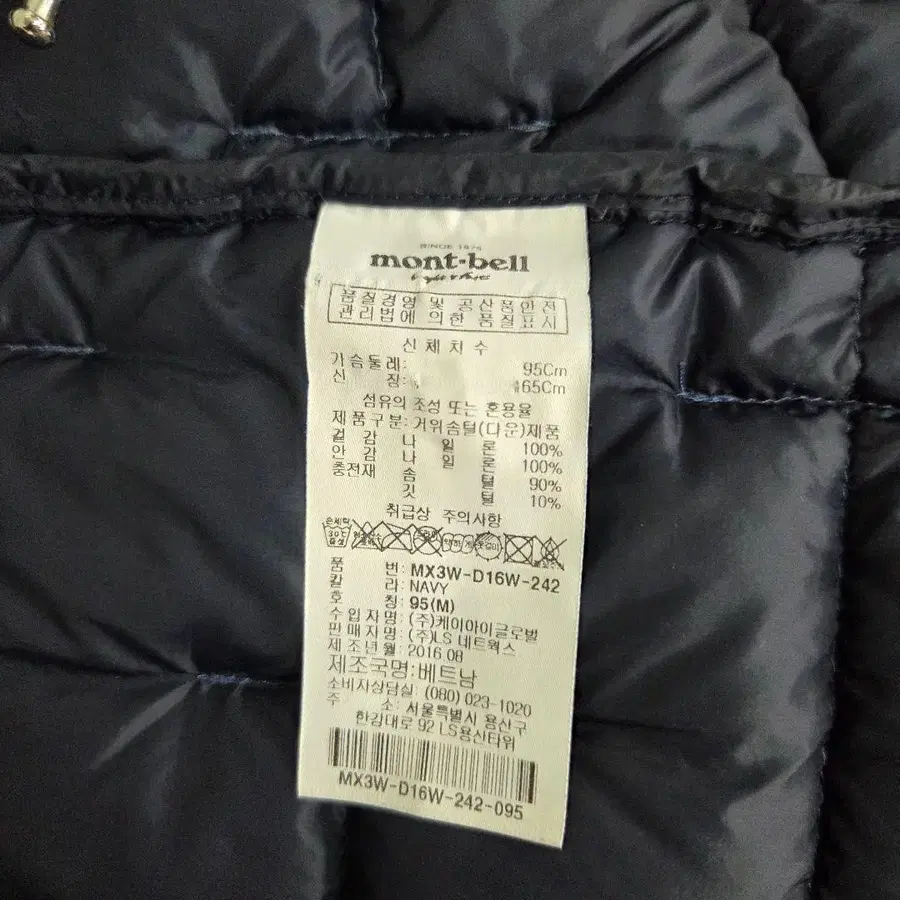 SINCE 1975
mont-bell
품질경영 및 공산품안전
관리법에 의한 품질표시
신체치수
가슴둘레: 95Cm
신 장: 165Cm
섬유의 조성 또는 혼용율
제품구분: 거위솜털(다운)제품
겉 감 나 일 론 100%
안 감 나 일 론 100%
충전재 솜 털 90%
깃 털 10%
취급상 주의사항
손세탁
30℃
중성
품 번: MX3W-D16W-242
칼 라: NAVY
호 칭: 95(M)
수입자명: (주)케이아이글로벌
판매자명: (주)LS 네트웍스
제조년월: 2016.08
제조국명: 베트남
소비자상담실: (080) 023-1020
주 소: 서울특별시 용산구
한강대로 92 LS용산타워
MX3W-D16W-242-095